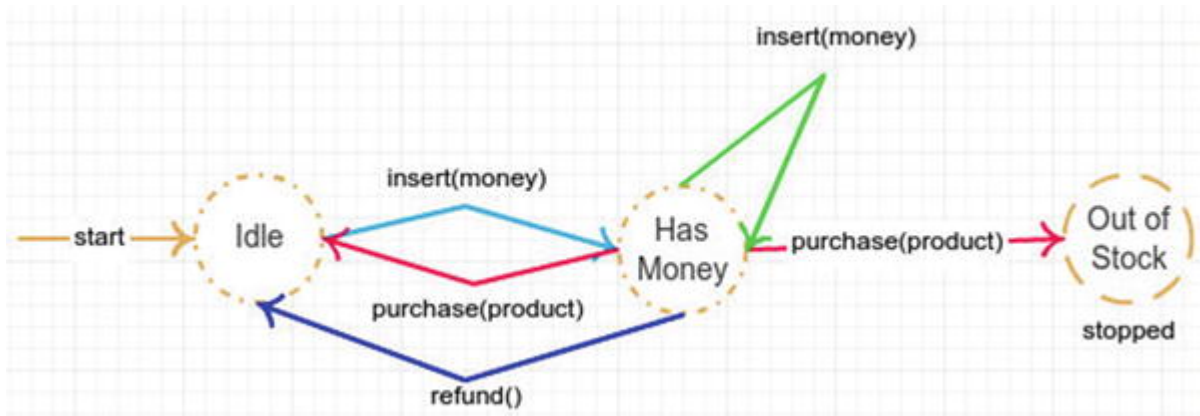 insert(money)
insert(money)
start
Idle
Has
Money
purchase(product)
Out of
Stock
purchase(product)
stopped
refund()